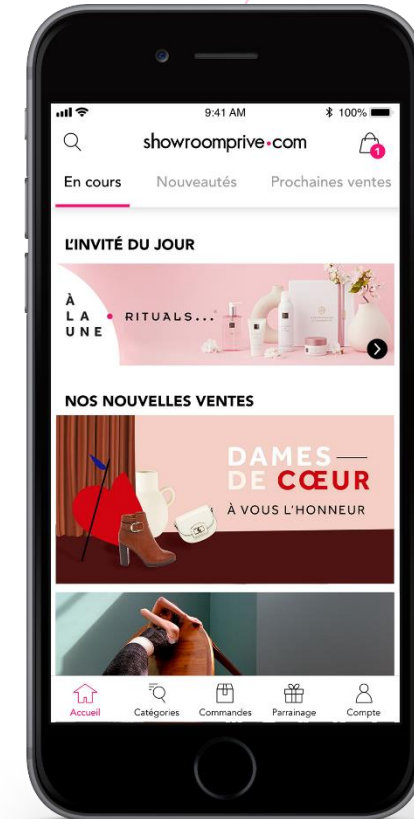 9:41 AM
100%
showroomprive•com
1
En cours
Nouveautés
Prochaines ventes
L'INVITÉ DU JOUR
À
LA
UNE
RITUALS...
NOS NOUVELLES VENTES
DAMES
DE CŒUR
À VOUS L'HONNEUR
Accueil
Catégories
Commandes
Parrainage
Compte